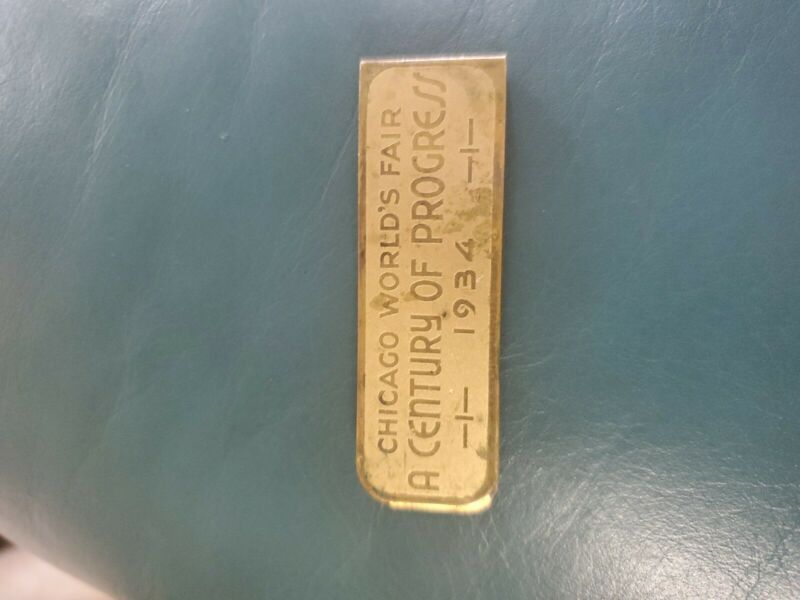 CHICAGO WORLD'S FAIR
A CENTURY OF PROGRESS
1934